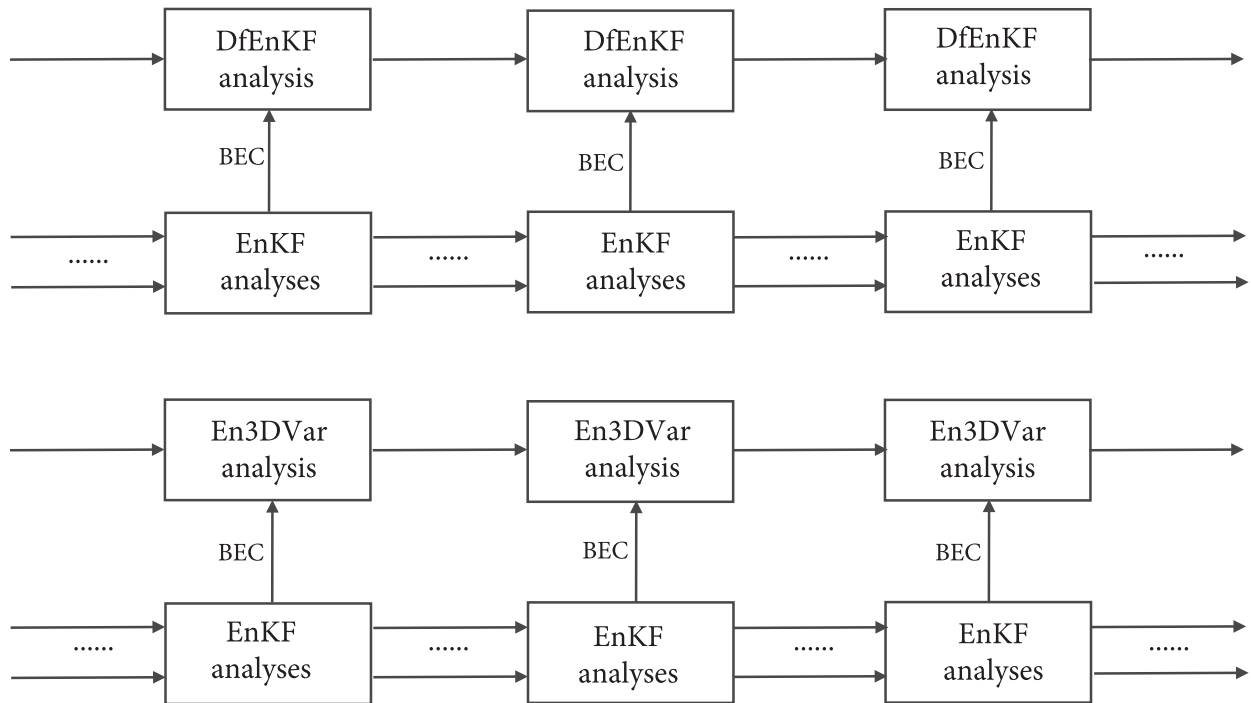 DfEnKF
analysis
DfEnKF
analysis
DfEnKF
analysis
BEC
BEC
BEC
EnKF
analyses
EnKF
analyses
EnKF
analyses
......
......
......
......
En3DVar
analysis
En3DVar
analysis
En3DVar
analysis
BEC
BEC
BEC
EnKF
analyses
EnKF
analyses
EnKF
analyses
......
......
......
......